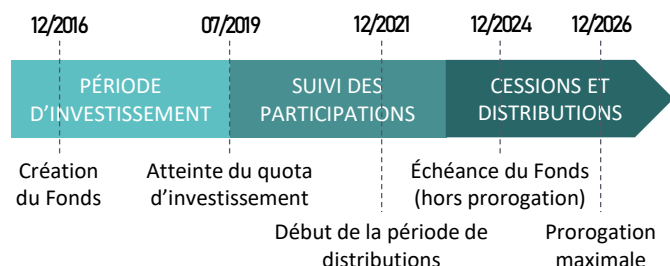 12/2016
07/2019
12/2021
12/2024
12/2026
PÉRIODE
D'INVESTISSEMENT
SUIVI DES
PARTICIPATIONS
CESSIONS ET
DISTRIBUTIONS
Création
du Fonds
Atteinte du quota
d'investissement
Échéance du Fonds
(hors prorogation)
Début de la période de
distributions
Prorogation
maximale